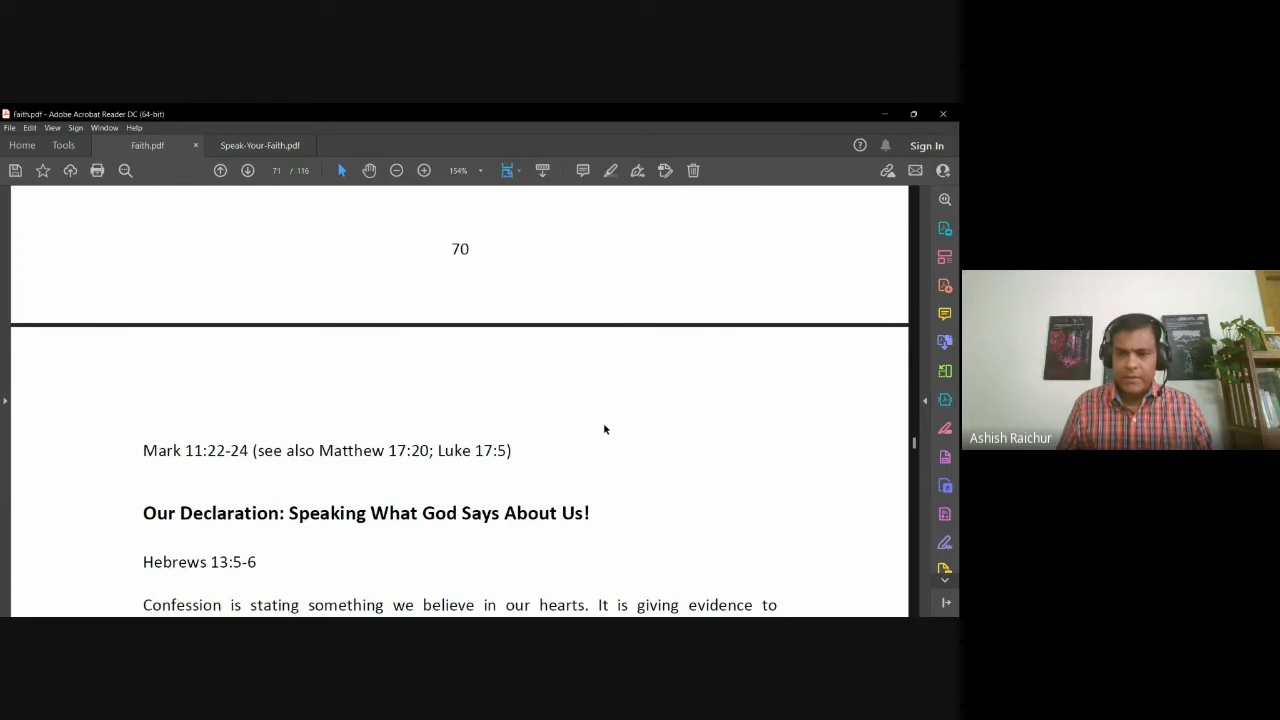 Faith.pdf - Adobe Acrobat Reader DC (64-bit)
File Edit View Sign Window Help
Home Tools Faith.pdf × Speak-Your-Faith.pdf Sign In
71 / 116 154%
70
Mark 11:22-24 (see also Matthew 17:20; Luke 17:5)
Our Declaration: Speaking What God Says About Us!
Hebrews 13:5-6
Confession is stating something we believe in our hearts. It is giving evidence to
Ashish Raichur